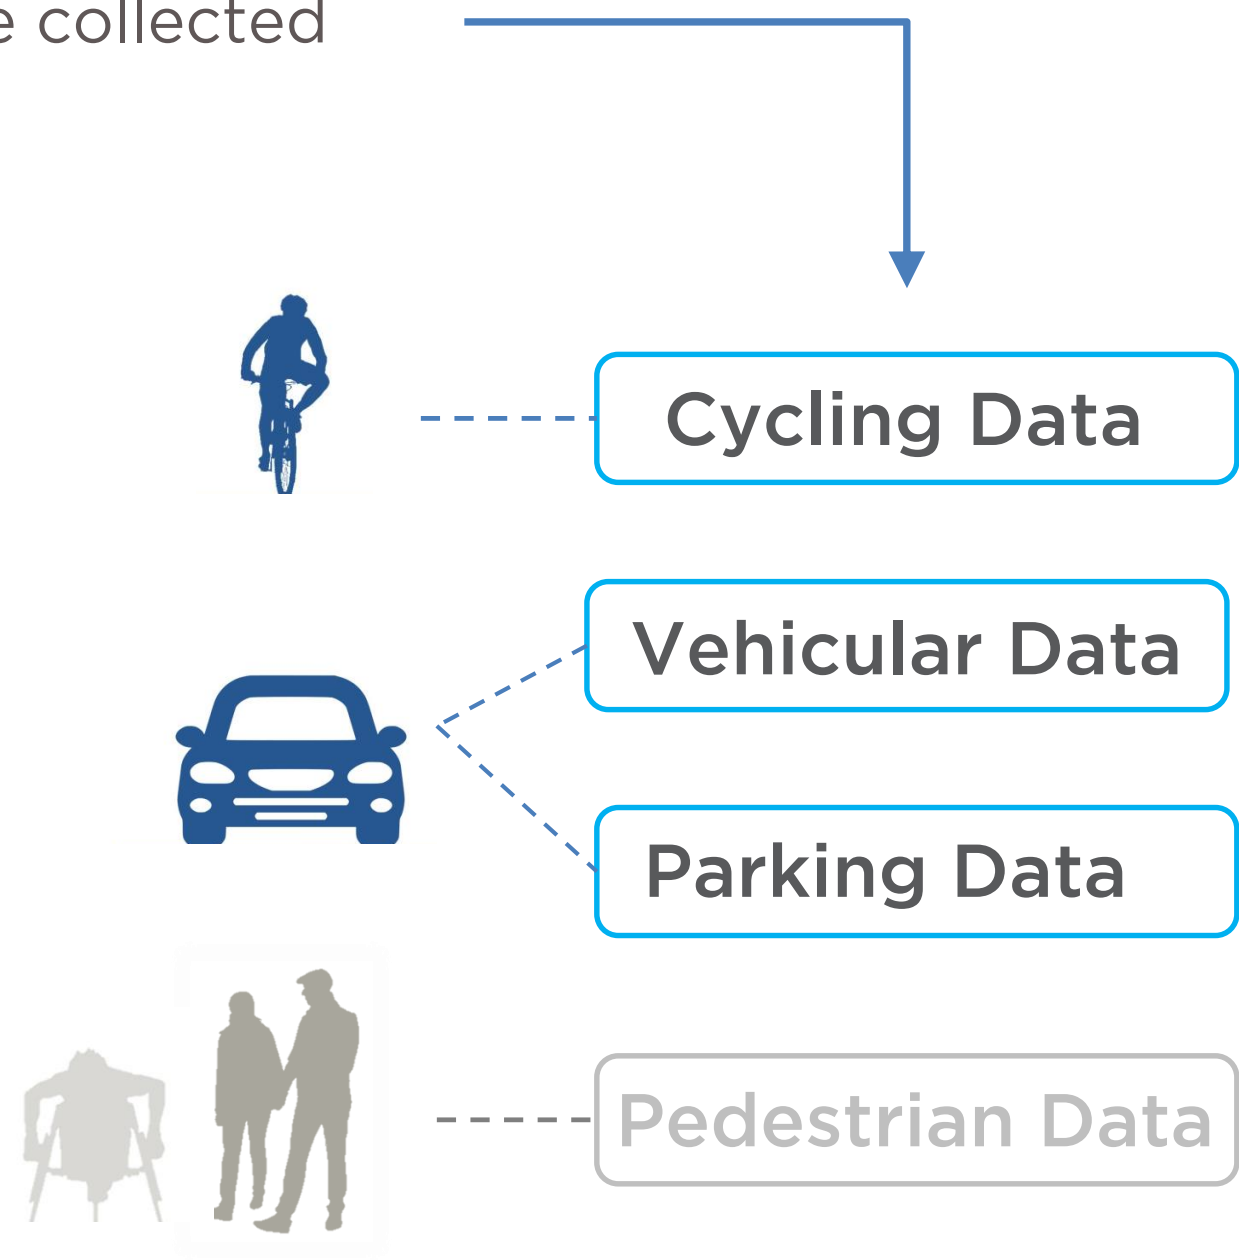 e collected
Cycling Data
Vehicular Data
Parking Data
Pedestrian Data